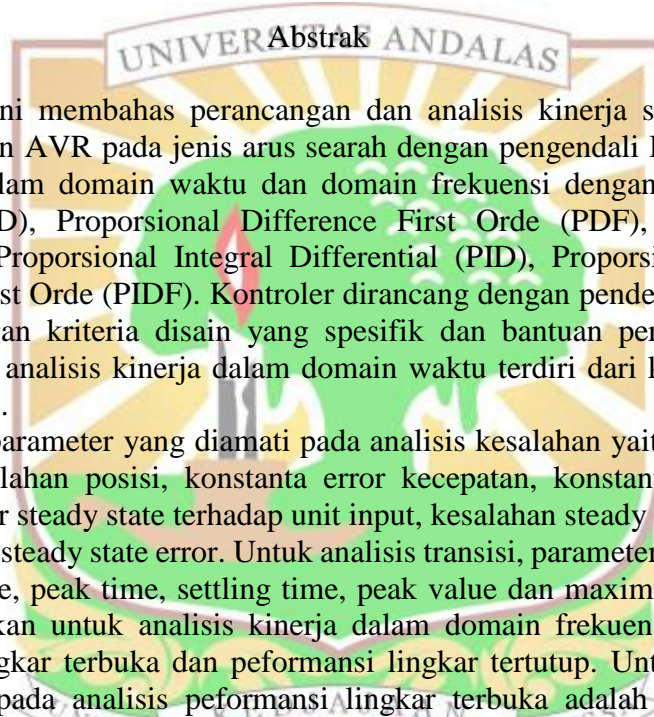 Abstrak
UNIVERSITAS ANDALAS
ni membahas perancangan dan analisis kinerja s
n AVR pada jenis arus searah dengan pengendali
lam domain waktu dan domain frekuensi dengan
D), Proporsional Difference First Orde (PDF),
Proporsional Integral Differential (PID), Proporsi
st Orde (PIDF). Kontroler dirancang dengan pende
an kriteria disain yang spesifik dan bantuan per
analisis kinerja dalam domain waktu terdiri dari k
.
parameter yang diamati pada analisis kesalahan yait
lahan posisi, konstanta error kecepatan, konstan
r steady state terhadap unit input, kesalahan steady
steady state error. Untuk analisis transisi, parameter
e, peak time, settling time, peak value dan maxim
kan untuk analisis kinerja dalam domain frekuen
gkar terbuka dan peformansi lingkar tertutup. Unt
pada analisis peformansi lingkar terbuka adalah